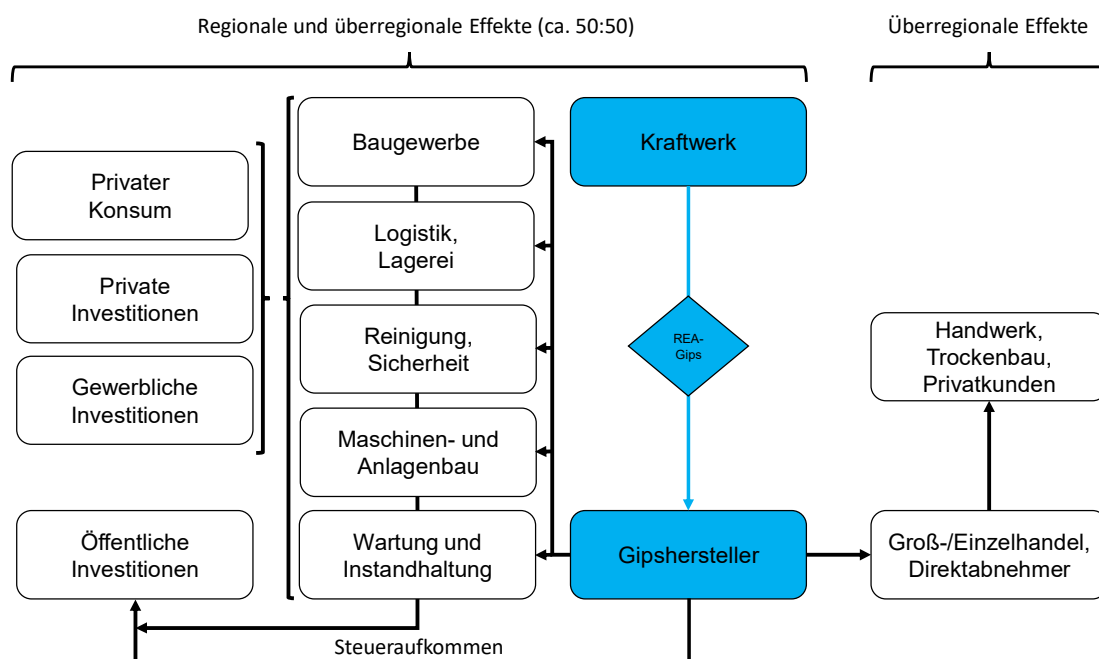 Regionale und überregionale Effekte (ca. 50:50)
Überregionale Effekte
Baugewerbe
Kraftwerk
Privater
Konsum
Logistik,
Lagerei
Private
Investitionen
Reinigung,
Sicherheit
REA-
Gips
Handwerk,
Trockenbau,
Privatkunden
Gewerbliche
Investitionen
Maschinen- und
Anlagenbau
Öffentliche
Investitionen
Wartung und
Instandhaltung
Gipshersteller
Groß-/Einzelhandel,
Direktabnehmer
Steueraufkommen